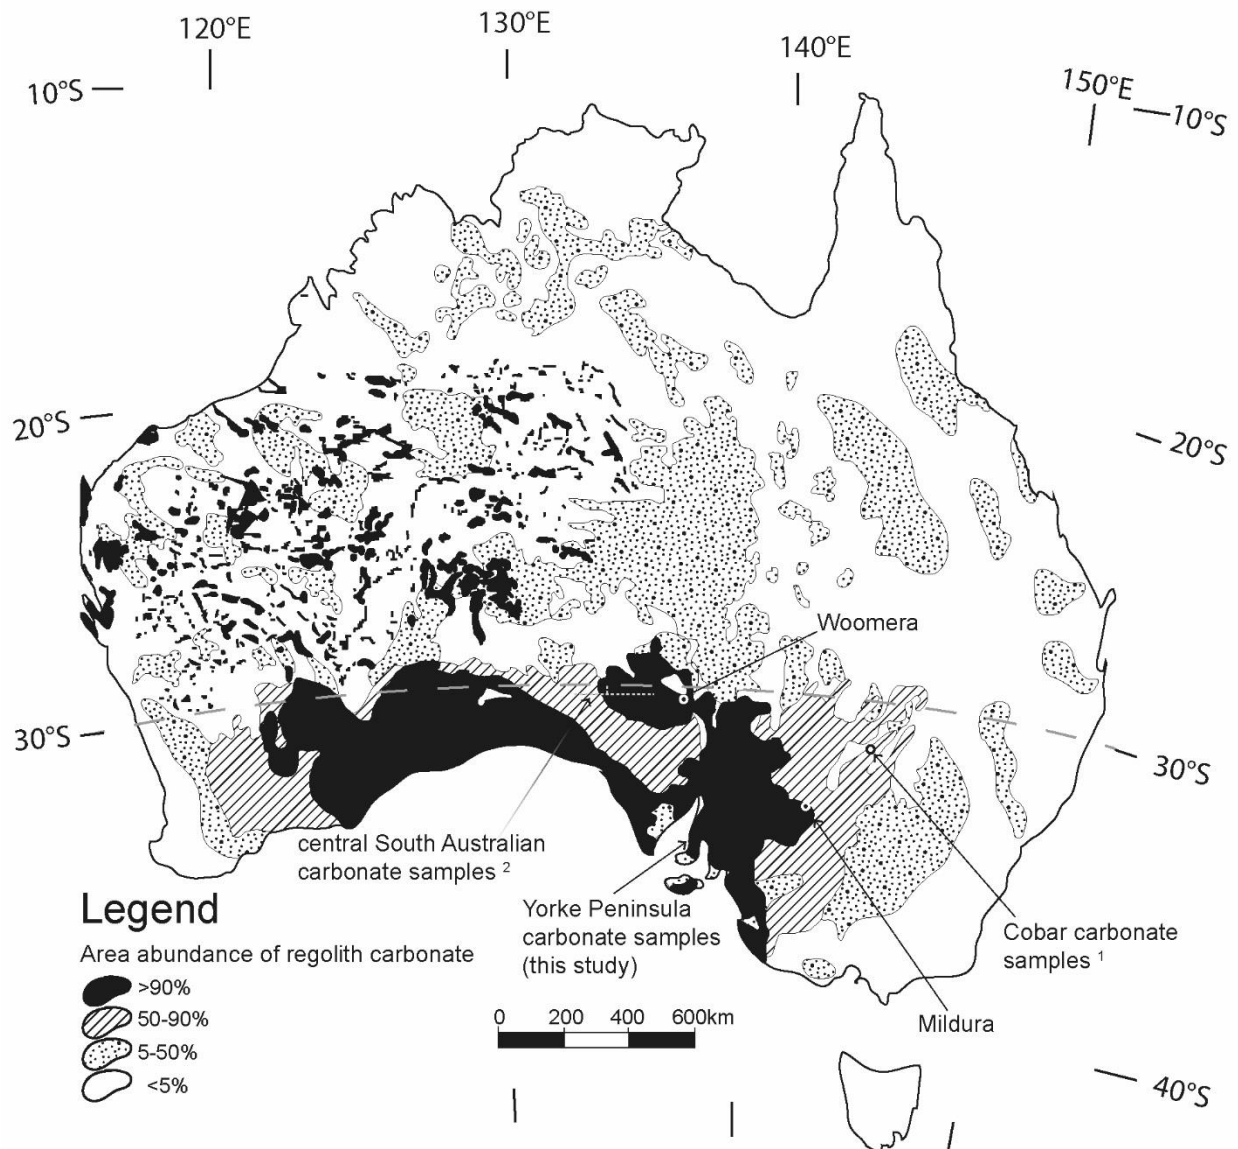 120°E
130°E
140°E
150°E
10°S
10°S
20°S
20°S
Woomera
30°S
30°S
central South Australian
carbonate samples 2
Yorke Peninsula
carbonate samples
(this study)
Cobar carbonate
samples 1
Mildura
Legend
Area abundance of regolith carbonate
>90%
50-90%
5-50%
<5%
0 200 400 600km
40°S